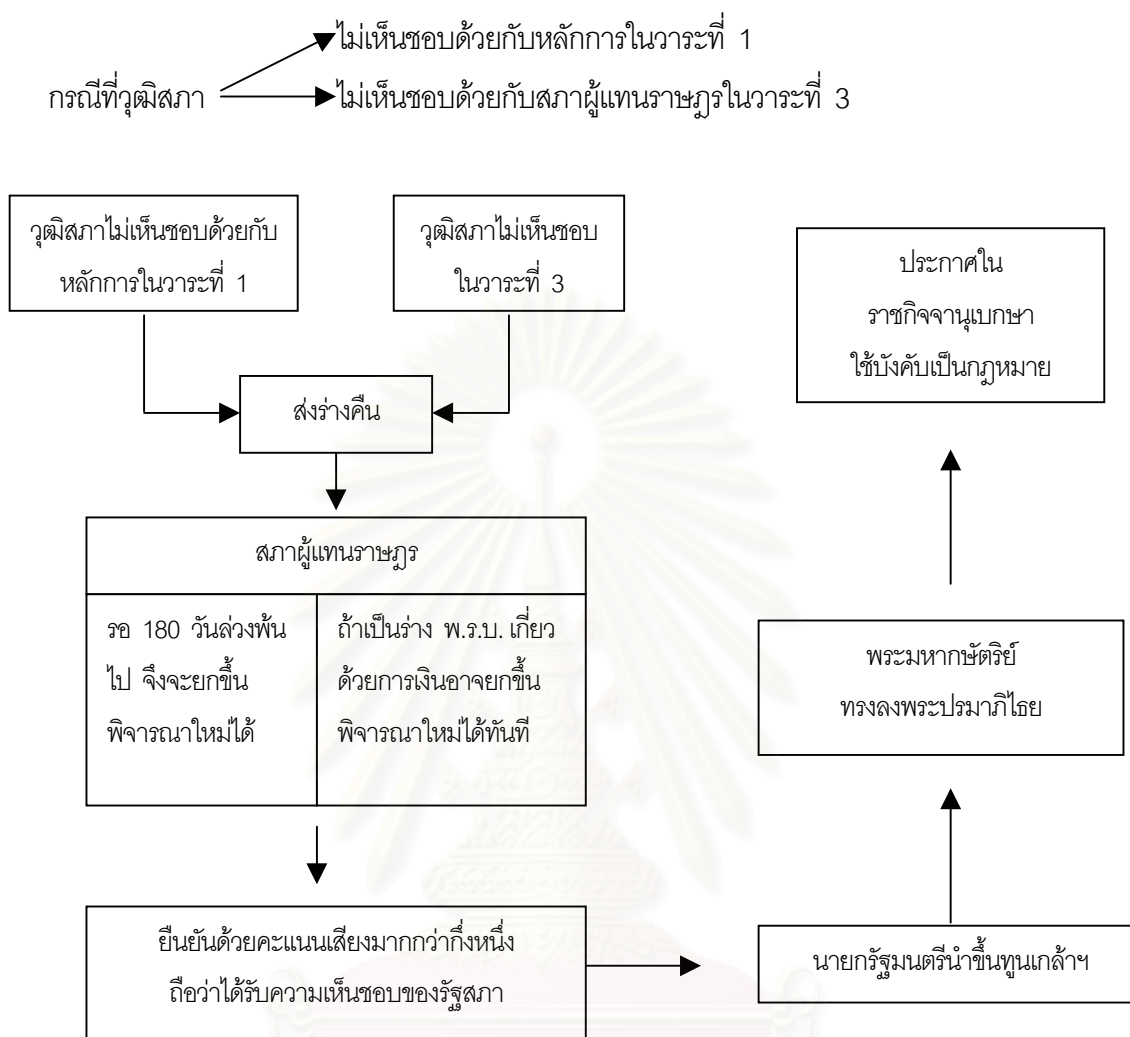 ไม่เห็นชอบด้วยกับหลักการในวาระที่ 1
กรณีที่วุฒิสภา
ไม่เห็นชอบด้วยกับสภาผู้แทนราษฎรในวาระที่ 3
วุฒิสภาไม่เห็นชอบด้วยกับ
หลักการในวาระที่ 1
วุฒิสภาไม่เห็นชอบ
ในวาระที่ 3
ส่งร่างคืน
สภาผู้แทนราษฎร
รอ 180 วันล่วงพ้น
ไป จึงจะยกขึ้น
พิจารณาใหม่ได้
ถ้าเป็นร่าง พ.ร.บ. เกี่ยว
ด้วยการเงินอาจยกขึ้น
พิจารณาใหม่ได้ทันที
ยืนยันด้วยคะแนนเสียงมากกว่ากึ่งหนึ่ง
ถือว่าได้รับความเห็นชอบของรัฐสภา
นายกรัฐมนตรีนำขึ้นทูนเกล้าฯ
พระมหากษัตริย์
ทรงลงพระปรมาภิไธย
ประกาศใน
ราชกิจจานุเบกษา
ใช้บังคับเป็นกฎหมาย